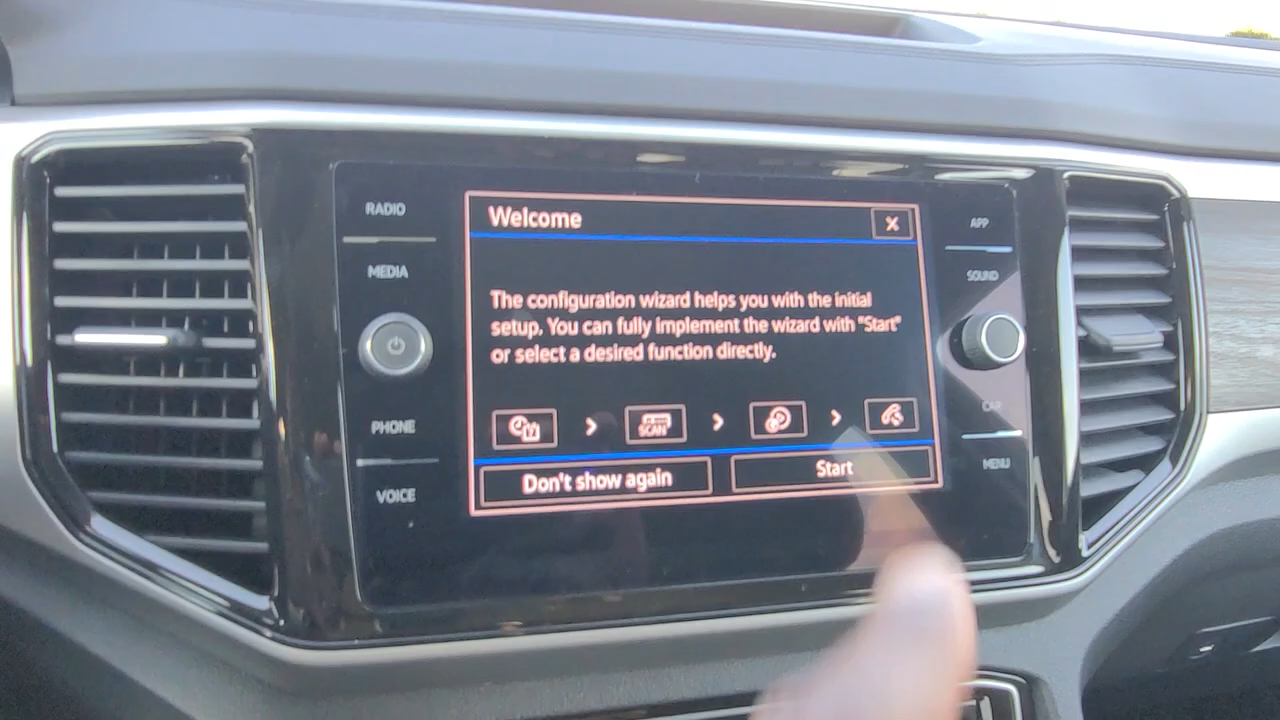 RADIO
MEDIA
PHONE
VOICE
Welcome
X
The configuration wizard helps you with the initial
setup. You can fully implement the wizard with "Start"
or select a desired function directly.
SCAN
Don't show again
Start
APP
SOUND
CAR
MENU